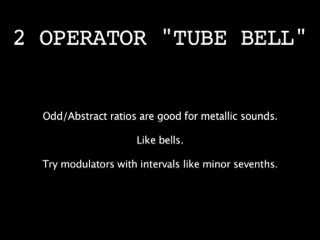 2 OPERATOR "TUBE BELL"
Odd/Abstract ratios are good for metallic sounds.
Like bells.
Try modulators with intervals like minor sevenths.